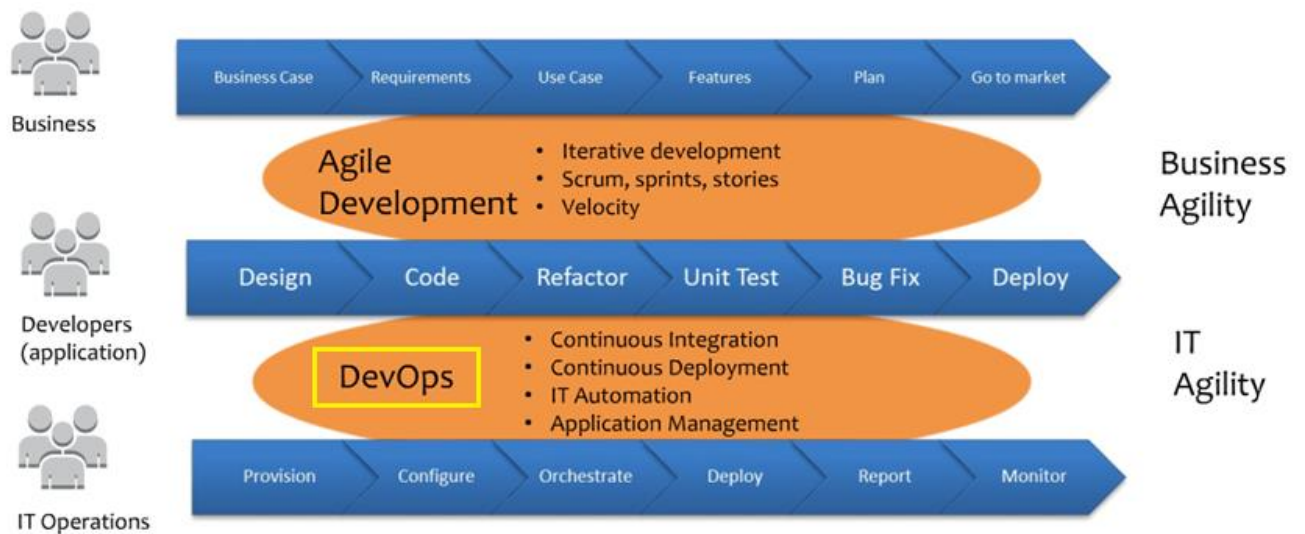 Business Case
Requirements
Use Case
Features
Plan
Go to market
Business
Agile
Development
• Iterative development
• Scrum, sprints, stories
• Velocity
Business
Agility
Design
Code
Refactor
Unit Test
Bug Fix
Deploy
Developers
(application)
DevOps
• Continuous Integration
• Continuous Deployment
• IT Automation
• Application Management
IT
Agility
Provision
Configure
Orchestrate
Deploy
Report
Monitor
IT Operations